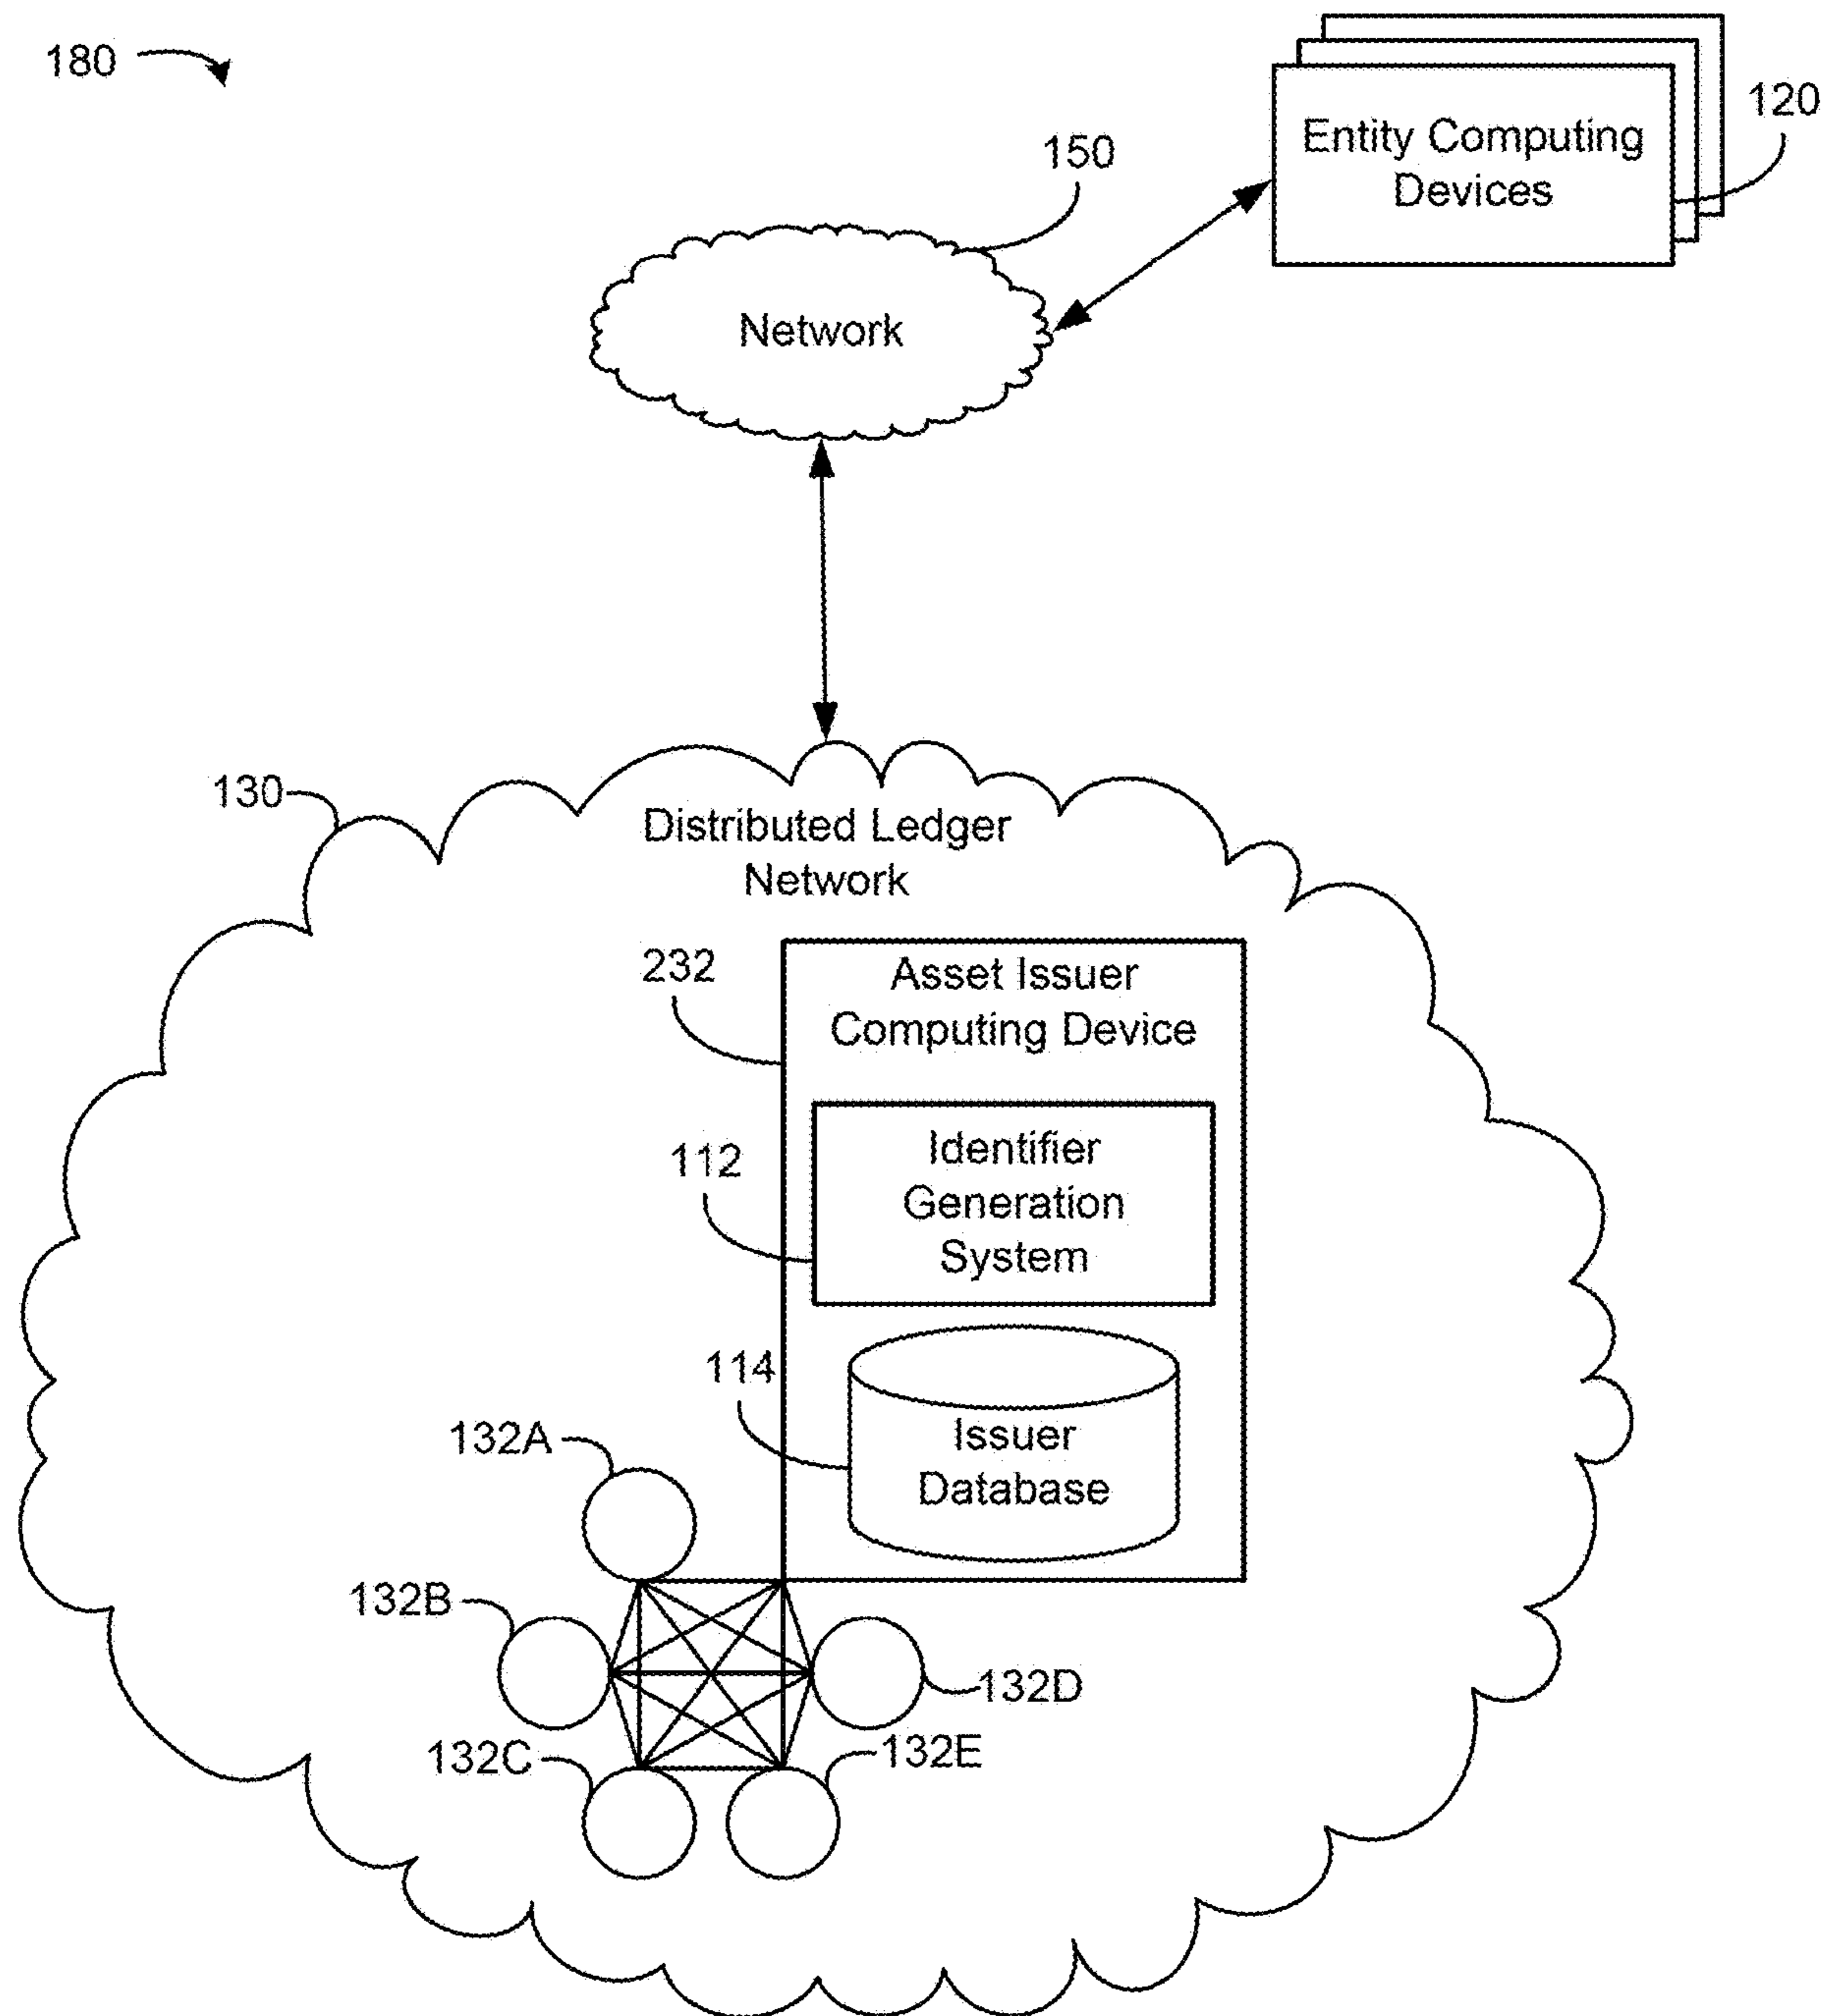 180
120
Entity Computing
Devices
150
Network
130
Distributed Ledger
Network
232
Asset Issuer
Computing Device
112
Identifier
Generation
System
114
Issuer
Database
132A
132B
132D
132C
132E